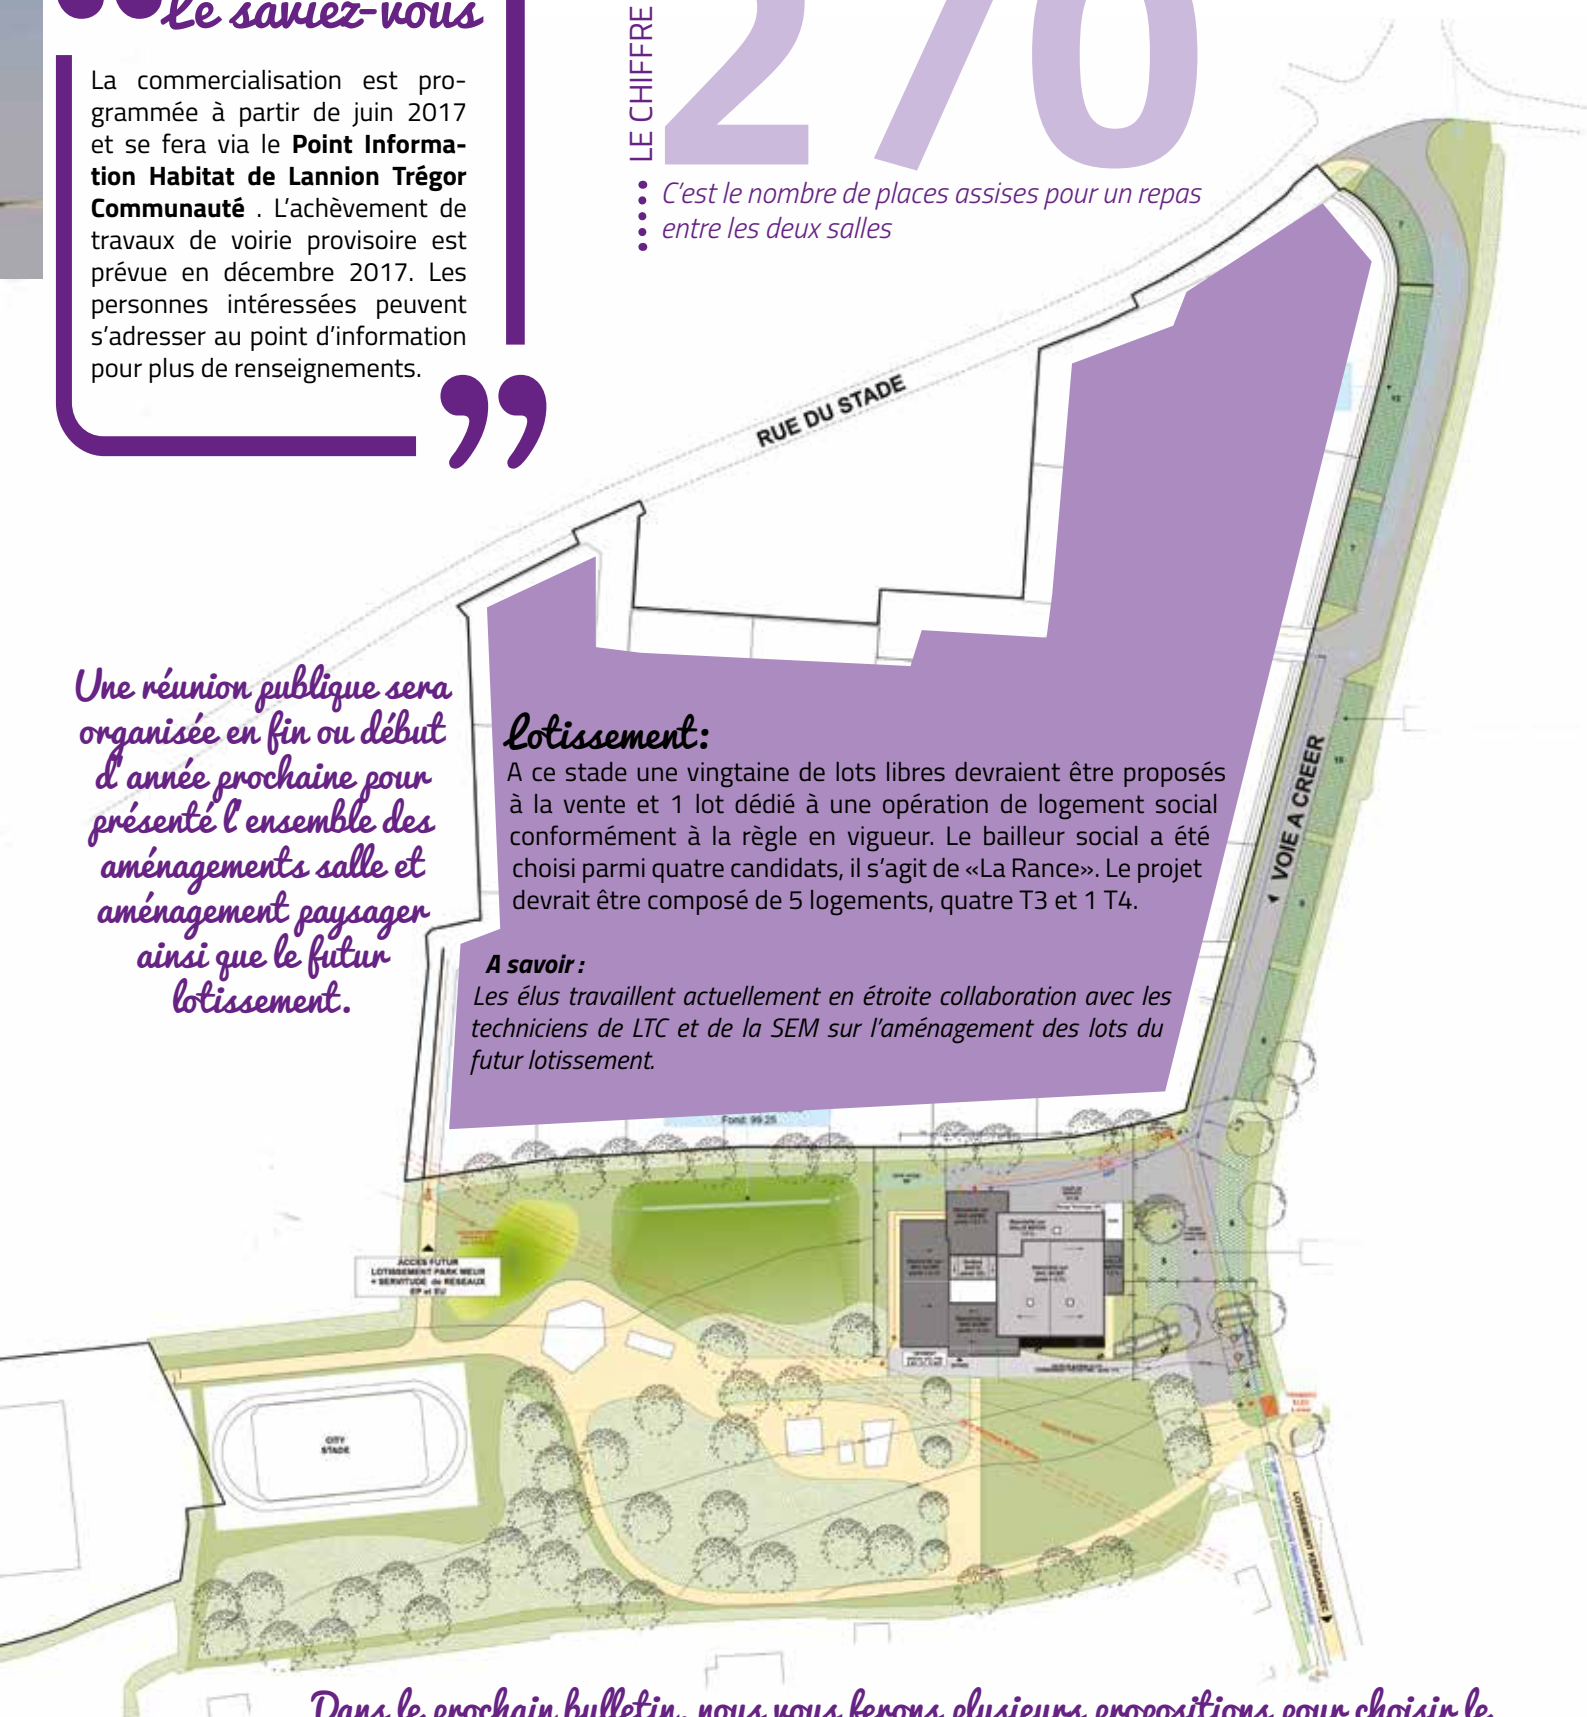 Le saviez-vous
La commercialisation est pro-
grammée à partir de juin 2017
et se fera via le Point Informa-
tion Habitat de Lannion Trégor
Communauté . L'achèvement de
travaux de voirie provisoire est
prévue en décembre 2017. Les
personnes intéressées peuvent
s'adresser au point d'information
pour plus de renseignements.
LE CHIFFRE
270
C'est le nombre de places assises pour un repas
entre les deux salles
RUE DU STADE
Une réunion publique sera
organisée en fin ou début
d'année prochaine pour
présenté l'ensemble des
aménagements salle et
aménagement paysager
ainsi que le futur
lotissement.
Lotissement:
A ce stade une vingtaine de lots libres devraient être proposés
à la vente et 1 lot dédié à une opération de logement social
conformément à la règle en vigueur. Le bailleur social a été
choisi parmi quatre candidats, il s'agit de «La Rance». Le projet
devrait être composé de 5 logements, quatre T3 et 1 T4.
A savoir :
Les élus travaillent actuellement en étroite collaboration avec les
techniciens de LTC et de la SEM sur l'aménagement des lots du
futur lotissement.
VOIE A CREER
Fond: 99.25
ACCES FUTUR
LOTISSEMENT PARK MEUR
+ SERVITUDE de RESEAUX
EP et EU
CITY
STADE
Dans le prochain bulletin, nous vous ferons plusieurs propositions pour choisir le